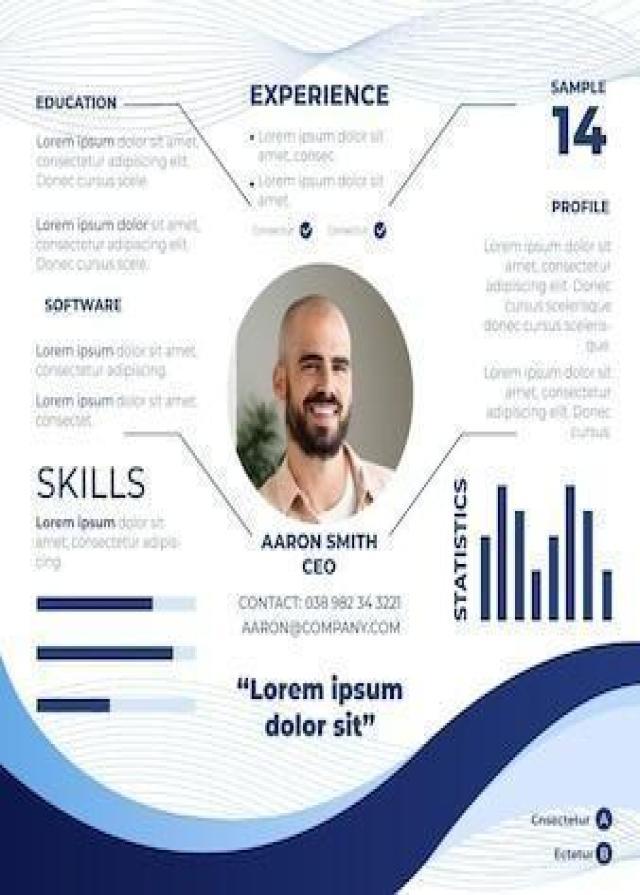 EDUCATION
Lorem ipsum dolor sit amet,
consectetur adipiscing elit.
Donec cursus scele.
Lorem ipsum dolor sit amet,
consectetur adipiscing elit.
Donec cursus scele.
SOFTWARE
Lorem ipsum dolor sit amet,
consectetur adipiscing.
Lorem ipsum dolor sit amet,
consectet.
SKILLS
Lorem ipsum dolor sit
amet, consectetur adipis-
cing.
EXPERIENCE
• Lorem ipsum dolor sit
amet, consec.
• Lorem ipsum dolor sit
amet.
Consectetur
Consectetur
AARON SMITH
CEO
CONTACT: 038 982 34 3221
AARON@COMPANY.COM
“Lorem ipsum
dolor sit”
SAMPLE
14
PROFILE
Lorem ipsum dolor sit
amet, consectetur
adipiscing elit. Donec
cursus scelerisque
donec cursus sceleris-
que.
Lorem ipsum dolor sit
amet, consectetur
adipiscing elit. Donec
cursus.
STATISTICS
Cnsectetur A
Ectetur B